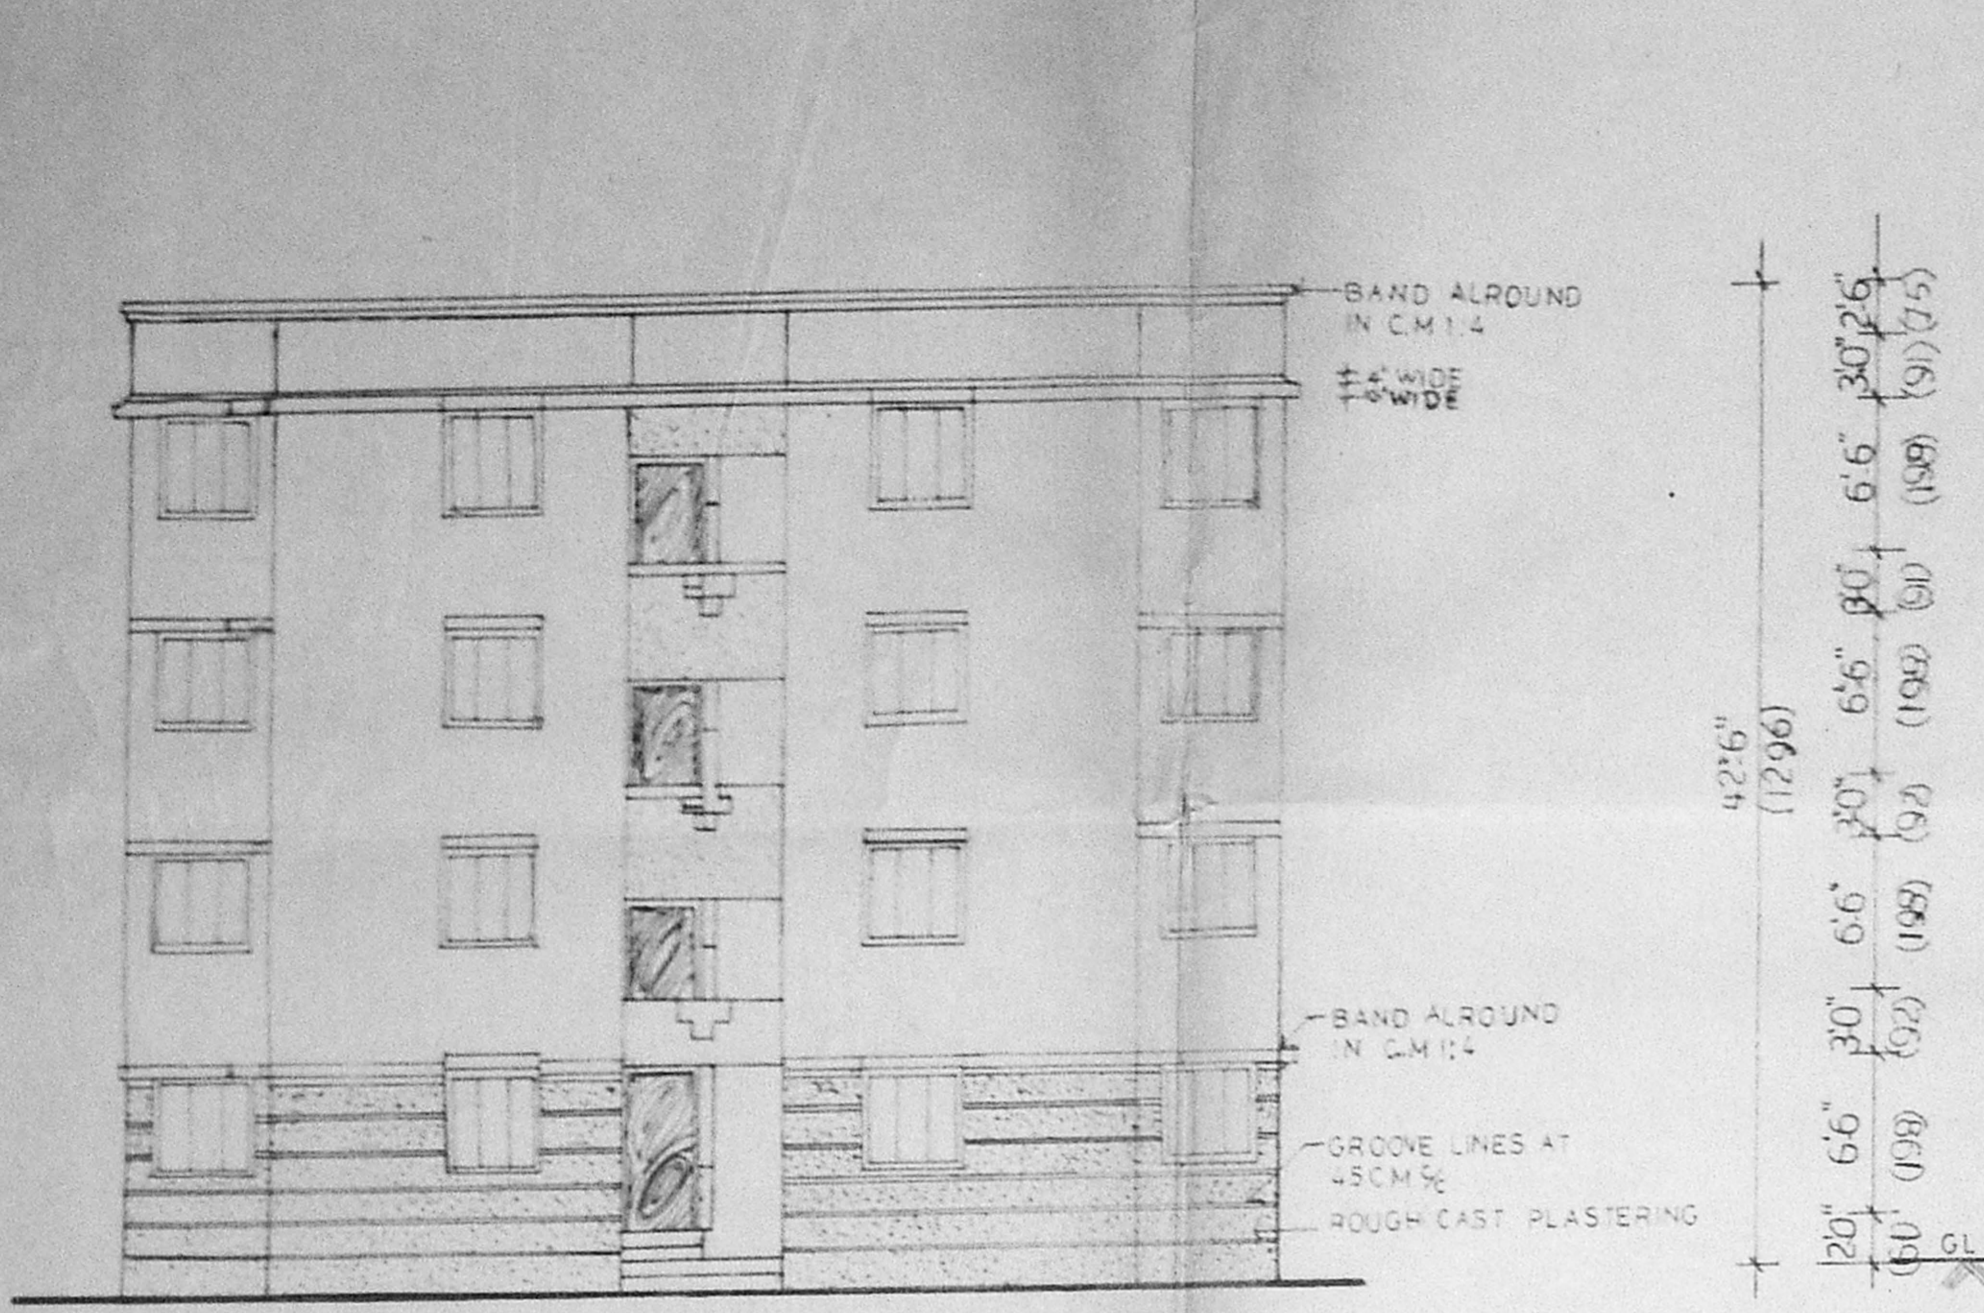 BAND ALROUND
IN C.M 1:4
4" WIDE
9" WIDE
BAND ALROUND
IN C.M 1:4
GROOVE LINES AT
45CM C/C
ROUGH CAST PLASTERING
42'6"
(1296)
2'6"
(75)
3'0"
(91)
6'6"
(198)
3'0"
(91)
6'6"
(198)
3'0"
(92)
6'6"
(198)
3'0"
(92)
6'6"
(198)
2'0"
(60)
GL